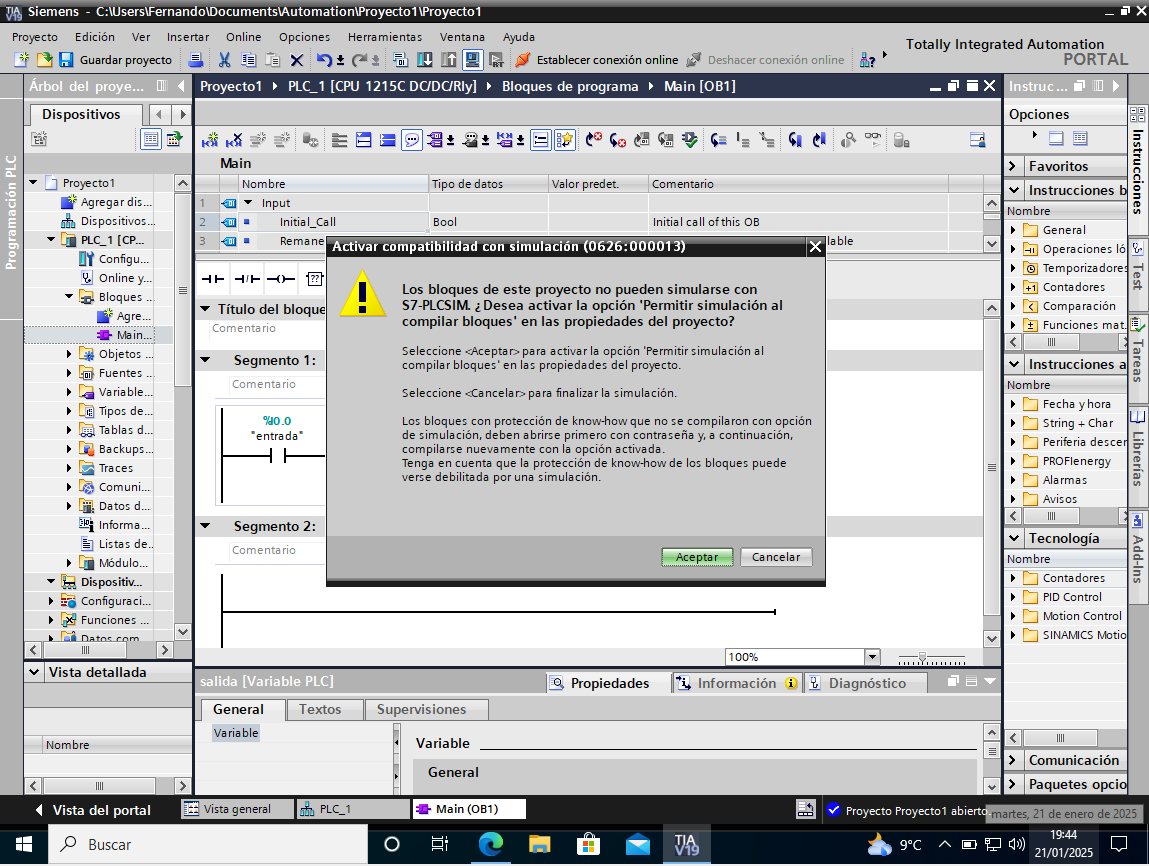 Siemens - C:\Users\Fernando\Documents\Automation\Proyecto1\Proyecto1
Proyecto Edición Ver Insertar Online Opciones Herramientas Ventana Ayuda
Guardar proyecto
Establecer conexión online
Deshacer conexión online
Totally Integrated Automation
PORTAL
Árbol del proye...
Dispositivos
Programación PLC
Proyecto1
Agregar dis...
Dispositivos...
PLC_1 [CP...
Configu...
Online y...
Bloques ...
Agre...
Main...
Objetos ...
Fuentes ...
Variable...
Tipos de...
Tablas d...
Backups...
Traces
Comuni...
Datos d...
Informa...
Listas de...
Módulo...
Dispositiv...
Configuraci...
Funciones ...
Datos com...
Vista detallada
Nombre
Proyecto1 PLC_1 [CPU 1215C DC/DC/Rly] Bloques de programa Main [OB1]
Main
Nombre Tipo de datos Valor predet. Comentario
1 Input
2 Initial_Call Bool Initial call of this OB
3 Remane
lable
??
Título del bloque
Comentario
Segmento 1:
Comentario
%I0.0
"entrada"
Segmento 2:
Comentario
100%
Activar compatibilidad con simulación (0626:000013)
Los bloques de este proyecto no pueden simularse con
S7-PLCSIM. ¿Desea activar la opción 'Permitir simulación al
compilar bloques' en las propiedades del proyecto?
Seleccione <Aceptar> para activar la opción 'Permitir simulación al
compilar bloques' en las propiedades del proyecto.
Seleccione <Cancelar> para finalizar la simulación.
Los bloques con protección de know-how que no se compilaron con opción
de simulación, deben abrirse primero con contraseña y, a continuación,
compilarse nuevamente con la opción activada.
Tenga en cuenta que la protección de know-how de los bloques puede
verse debilitada por una simulación.
Aceptar
Cancelar
salida [Variable PLC]
Propiedades
Información
Diagnóstico
General Textos Supervisiones
Variable
Variable
General
Instruc...
Opciones
Favoritos
Instrucciones b
Nombre
General
Operaciones ló
Temporizadores
Contadores
Comparación
Funciones mat.
Instrucciones a
Nombre
Fecha y hora
String + Char
Periferia descen
PROFIenergy
Alarmas
Avisos
Tecnología
Nombre
Contadores
PID Control
Motion Control
SINAMICS Motio
Comunicación
Paquetes opcio
Instrucciones
Test
Tareas
Librerías
Add-Ins
Vista del portal
Vista general
PLC_1
Main (OB1)
Proyecto Proyecto1 abierto
martes, 21 de enero de 2025
Buscar
TIA
V19
9°C
19:44
21/01/2025